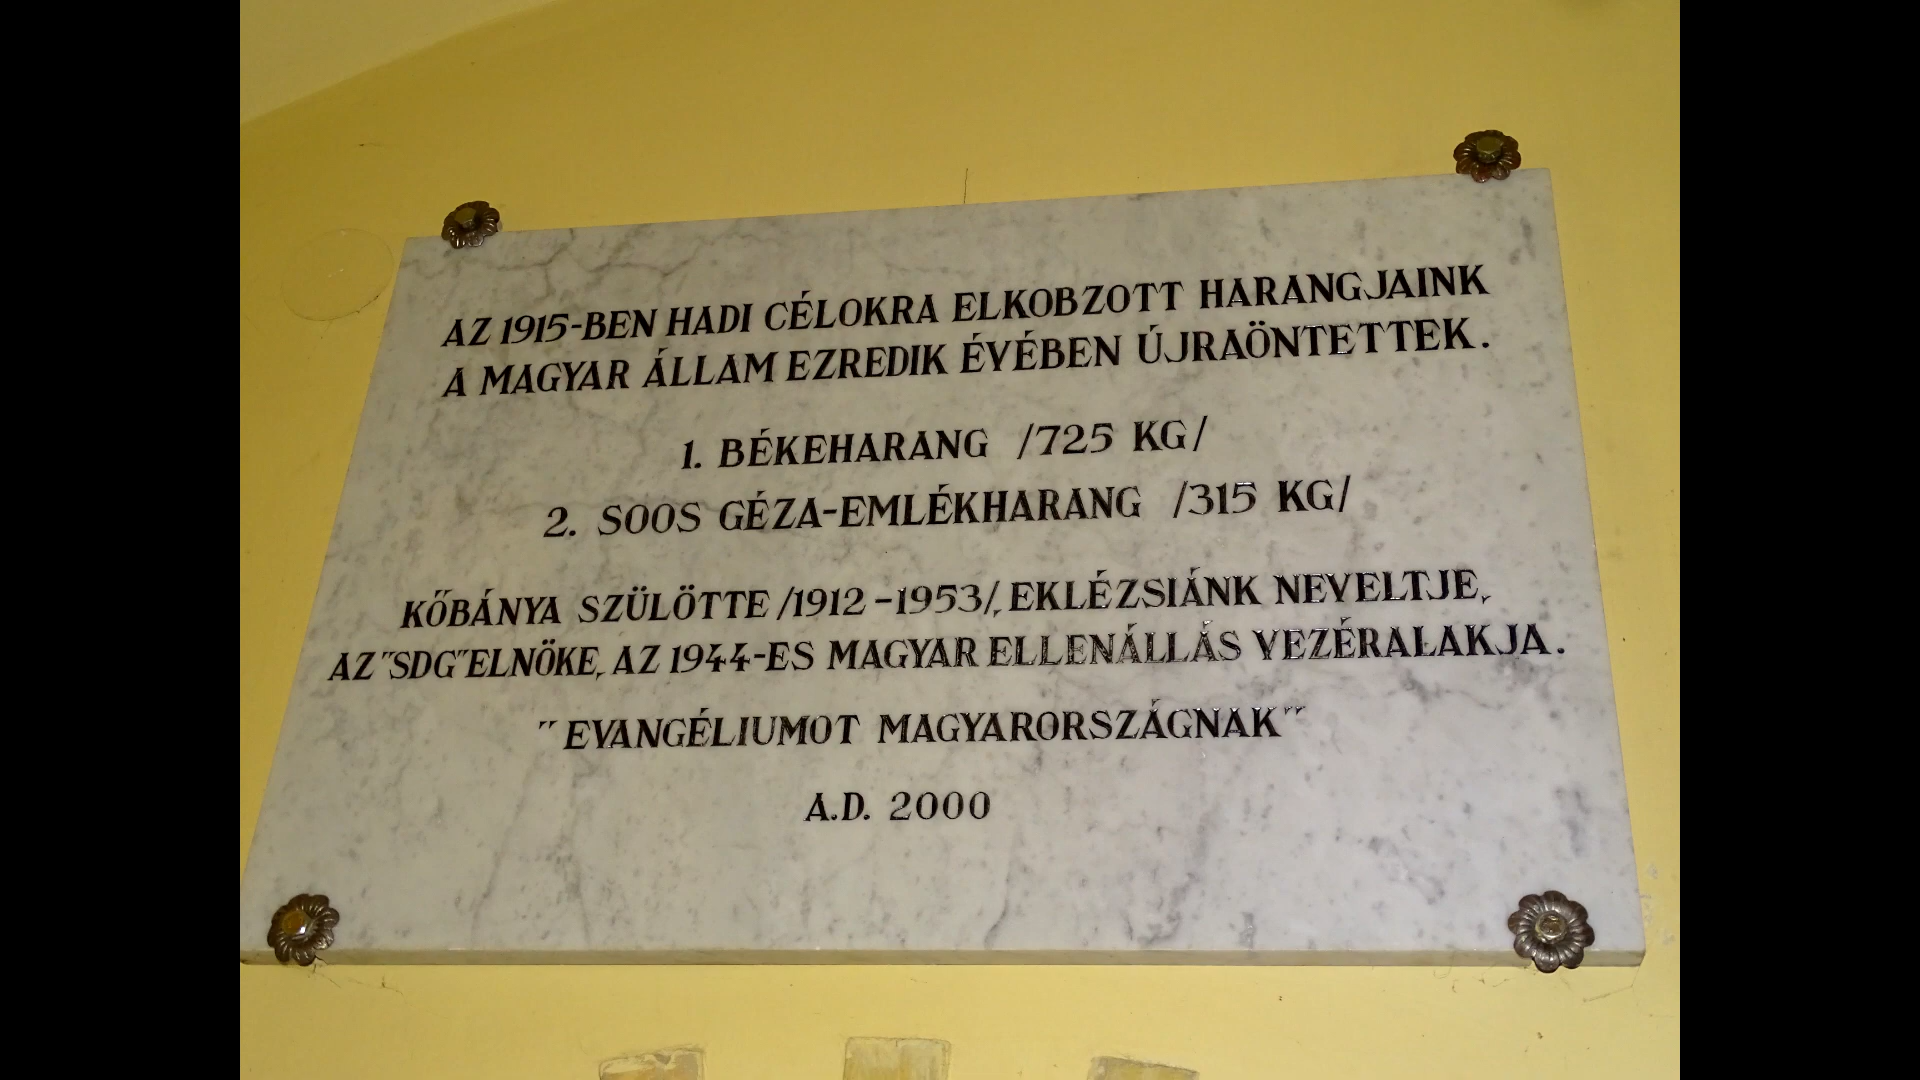 AZ 1915-BEN HADI CÉLOKRA ELKOBZOTT HARANGJAINK
A MAGYAR ÁLLAM EZREDIK ÉVÉBEN ÚJRAÖNTETTEK.
1. BÉKEHARANG /725 KG/
2. SOOS GÉZA-EMLÉKHARANG /315 KG/
KŐBÁNYA SZÜLÖTTE /1912-1953/, EKLÉZSIÁNK NEVELTJE,
AZ "SDG" ELNÖKE, AZ 1944-ES MAGYAR ELLENÁLLÁS VEZÉRALAKJA.
"EVANGÉLIUMOT MAGYARORSZÁGNAK"
A.D. 2000